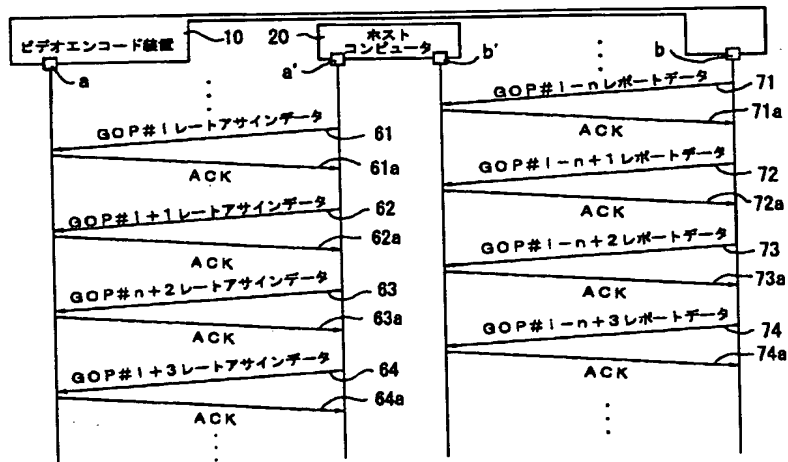 ビデオエンコード装置
10
20
ホスト
コンピュータ
a
a'
b'
b
GOP#i-nレポートデータ
71
ACK
71a
GOP#iレートアサインデータ
61
ACK
61a
GOP#i-n+1レポートデータ
72
ACK
72a
GOP#i+1レートアサインデータ
62
ACK
62a
GOP#i-n+2レポートデータ
73
ACK
73a
GOP#n+2レートアサインデータ
63
ACK
63a
GOP#i-n+3レポートデータ
74
ACK
74a
GOP#i+3レートアサインデータ
64
ACK
64a